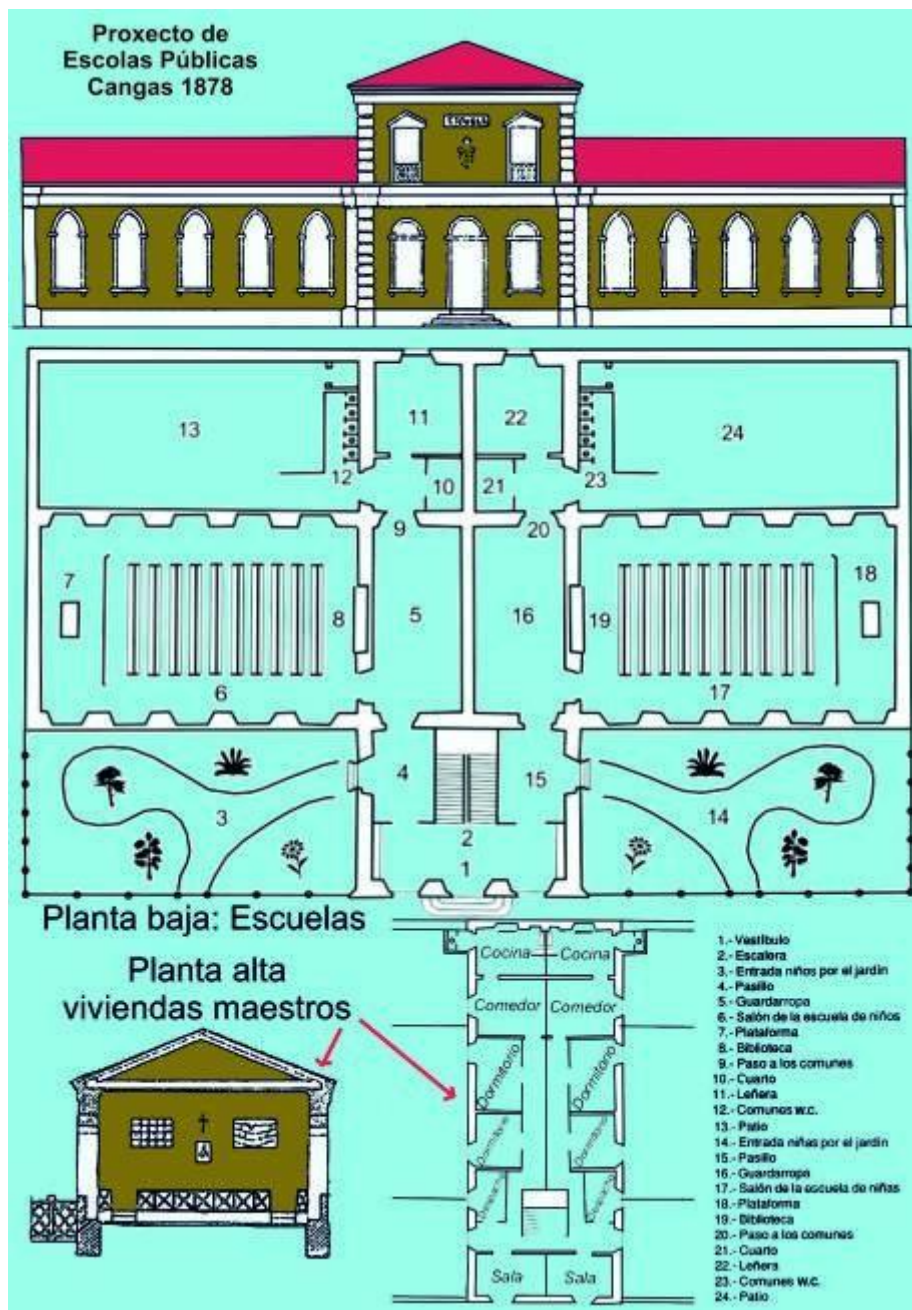 Proxecto de
Escolas Públicas
Cangas 1878
13
11
22
24
12
10
21
23
9
20
7
8
5
16
19
18
6
17
4
15
3
14
2
1
Planta baja: Escuelas
Planta alta
viviendas maestros
Cocina
Cocina
Comedor
Comedor
Dormitorio
Dormitorio
Dormitorio
Dormitorio
Sala
Sala
1.- Vestíbulo
2.- Escalera
3.- Entrada niños por el jardín
4.- Pasillo
5.- Guardarropa
6.- Salón de la escuela de niños
7.- Plataforma
8.- Biblioteca
9.- Paso a los comunes
10.- Cuarto
11.- Leñera
12.- Comunes W.C.
13.- Patio
14.- Entrada niñas por el jardín
15.- Pasillo
16.- Guardarropa
17.- Salón de la escuela de niñas
18.- Plataforma
19.- Biblioteca
20.- Paso a los comunes
21.- Cuarto
22.- Leñera
23.- Comunes W.C.
24.- Patio